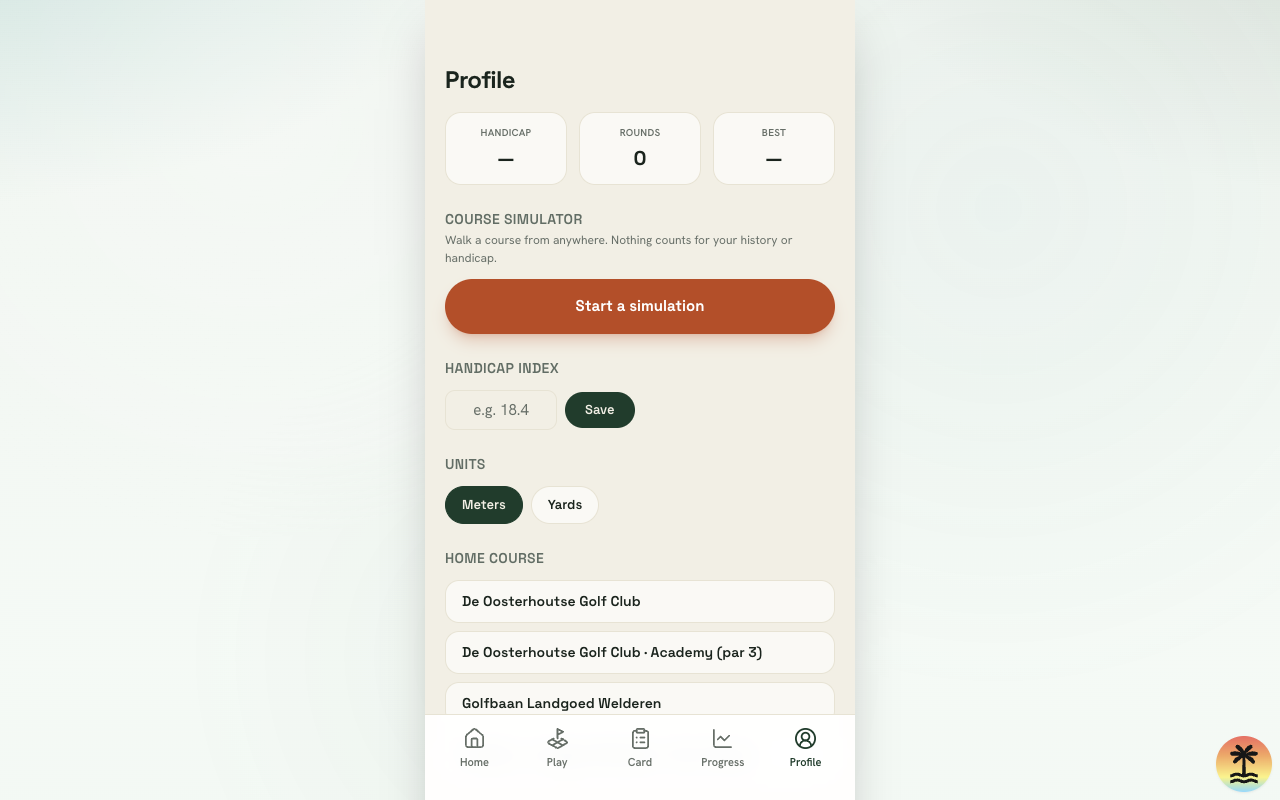 Profile
HANDICAP
ROUNDS
BEST
—
0
—
COURSE SIMULATOR
Walk a course from anywhere. Nothing counts for your history or
handicap.
Start a simulation
HANDICAP INDEX
e.g. 18.4
Save
UNITS
Meters
Yards
HOME COURSE
De Oosterhoutse Golf Club
De Oosterhoutse Golf Club · Academy (par 3)
Golfbaan Landgoed Welderen
Home
Play
Card
Progress
Profile